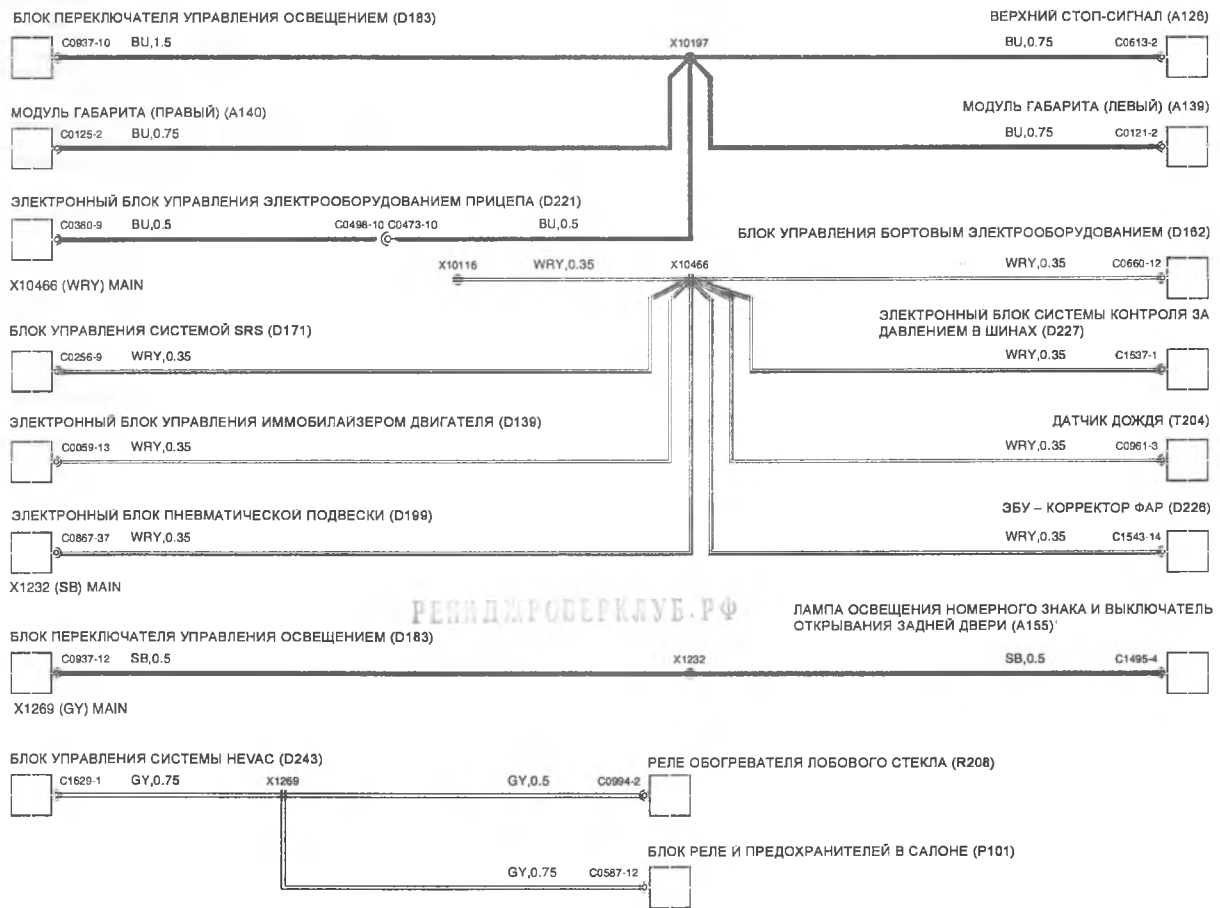 БЛОК ПЕРЕКЛЮЧАТЕЛЯ УПРАВЛЕНИЯ ОСВЕЩЕНИЕМ (D183)
ВЕРХНИЙ СТОП-СИГНАЛ (A126)
C0937-10 BU,1.5 X10197 BU,0.75 C0613-2
МОДУЛЬ ГАБАРИТА (ПРАВЫЙ) (A140)
МОДУЛЬ ГАБАРИТА (ЛЕВЫЙ) (A139)
C0125-2 BU,0.75 BU,0.75 C0121-2
ЭЛЕКТРОННЫЙ БЛОК УПРАВЛЕНИЯ ЭЛЕКТРООБОРУДОВАНИЕМ ПРИЦЕПА (D221)
C0380-9 BU,0.5 C0498-10 C0473-10 BU,0.5
БЛОК УПРАВЛЕНИЯ БОРТОВЫМ ЭЛЕКТРООБОРУДОВАНИЕМ (D162)
X10116 WRY,0.35 X10466 WRY,0.35 C0660-12
X10466 (WRY) MAIN
ЭЛЕКТРОННЫЙ БЛОК СИСТЕМЫ КОНТРОЛЯ ЗА
ДАВЛЕНИЕМ В ШИНАХ (D227)
БЛОК УПРАВЛЕНИЯ СИСТЕМОЙ SRS (D171)
C0256-9 WRY,0.35 WRY,0.35 C1537-1
ЭЛЕКТРОННЫЙ БЛОК УПРАВЛЕНИЯ ИММОБИЛАЙЗЕРОМ ДВИГАТЕЛЯ (D139)
ДАТЧИК ДОЖДЯ (T204)
C0059-13 WRY,0.35 WRY,0.35 C0961-3
ЭЛЕКТРОННЫЙ БЛОК ПНЕВМАТИЧЕСКОЙ ПОДВЕСКИ (D199)
ЭБУ – КОРРЕКТОР ФАР (D226)
C0867-37 WRY,0.35 WRY,0.35 C1543-14
X1232 (SB) MAIN
РЕНДЖРОВЕРКЛУБ.РФ
ЛАМПА ОСВЕЩЕНИЯ НОМЕРНОГО ЗНАКА И ВЫКЛЮЧАТЕЛЬ
ОТКРЫВАНИЯ ЗАДНЕЙ ДВЕРИ (A155)
БЛОК ПЕРЕКЛЮЧАТЕЛЯ УПРАВЛЕНИЯ ОСВЕЩЕНИЕМ (D183)
C0937-12 SB,0.5 X1232 SB,0.5 C1495-4
X1269 (GY) MAIN
БЛОК УПРАВЛЕНИЯ СИСТЕМЫ HEVAC (D243)
РЕЛЕ ОБОГРЕВАТЕЛЯ ЛОБОВОГО СТЕКЛА (R208)
C1629-1 GY,0.75 X1269 GY,0.5 C0994-2
БЛОК РЕЛЕ И ПРЕДОХРАНИТЕЛЕЙ В САЛОНЕ (P101)
GY,0.75 C0587-12